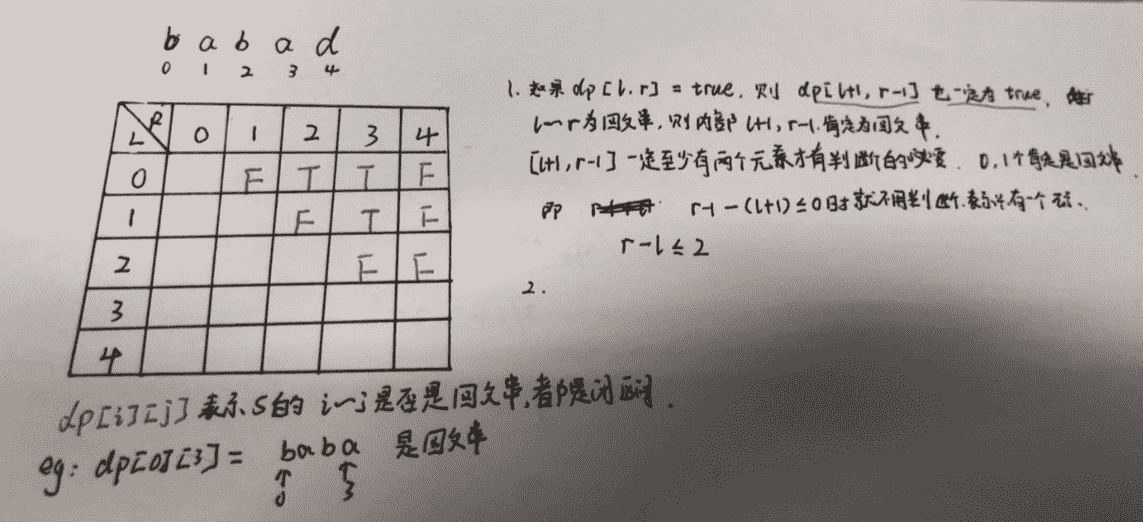 b a b a d
0 1 2 3 4
L R 0 1 2 3 4
0 F T T F
1 F T F
2 F F
3
4
dp[i][j] 表示 S的 i~j 是否是回文串,都是闭区间.
eg: dp[0][3] = baba 是回文串
↑ ↑
0 3
1. 如果 dp[l,r] = true, 则 dp[l+1, r-1] 也一定为 true,
l~r 为回文串, 则内部 l+1, r-1 肯定为回文串.
[l+1, r-1] 一定至少有两个元素才有判断的必要. 0,1个肯定是回文串.
即 r-1-(l+1) ≤ 0 时 就不用判断,表示只有一个
r-l ≤ 2
2.